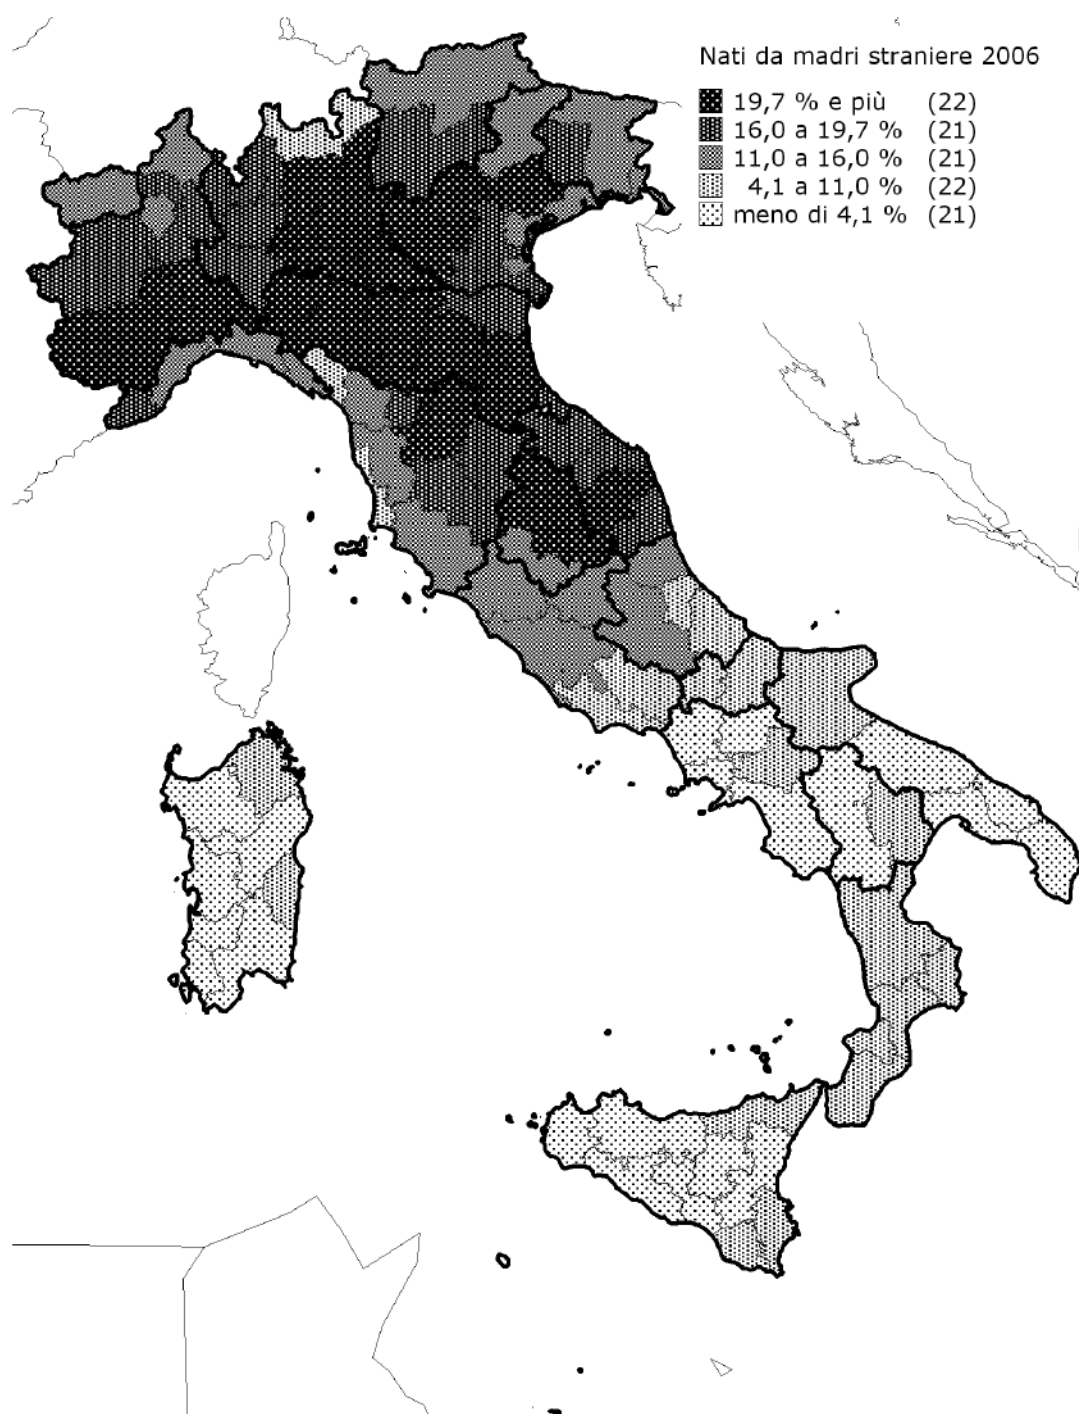 Nati da madri straniere 2006
19,7 % e più (22)
16,0 a 19,7 % (21)
11,0 a 16,0 % (21)
4,1 a 11,0 % (22)
meno di 4,1 % (21)